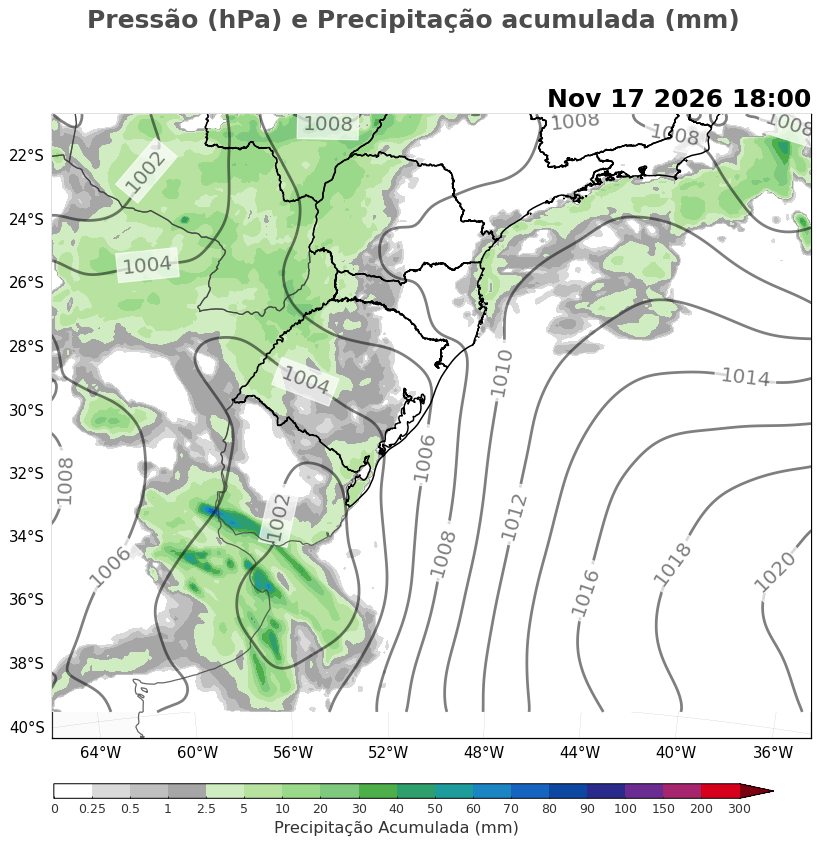 Pressão (hPa) e Precipitação acumulada (mm)
Nov 17 2026 18:00
1008
1008
1008
1008
1002
1004
1004
1014
1010
1006
1008
1002
1012
1008
1006
1016
1018
1020
22°S
24°S
26°S
28°S
30°S
32°S
34°S
36°S
38°S
40°S
64°W 60°W 56°W 52°W 48°W 44°W 40°W 36°W
0 0.25 0.5 1 2.5 5 10 20 30 40 50 60 70 80 90 100 150 200 300
Precipitação Acumulada (mm)